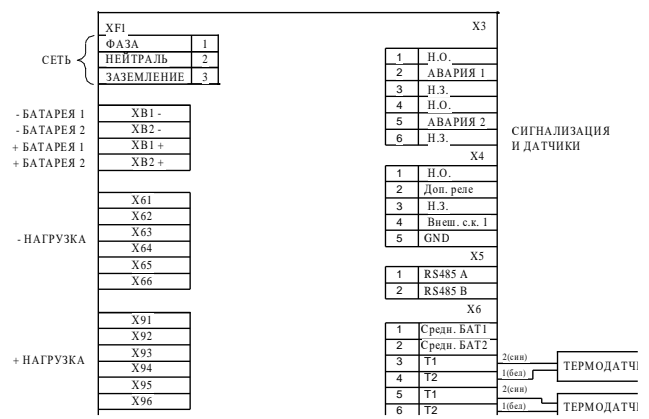 XF1
ФАЗА 1
СЕТЬ
НЕЙТРАЛЬ 2
ЗАЗЕМЛЕНИЕ 3
- БАТАРЕЯ 1 XB1 -
- БАТАРЕЯ 2 XB2 -
+ БАТАРЕЯ 1 XB1 +
+ БАТАРЕЯ 2 XB2 +
X61
X62
- НАГРУЗКА X63
X64
X65
X66
X91
X92
X93
+ НАГРУЗКА X94
X95
X96
X3
1 Н.О.
2 АВАРИЯ 1
3 Н.З.
4 Н.О.
5 АВАРИЯ 2
6 Н.З.
СИГНАЛИЗАЦИЯ
И ДАТЧИКИ
X4
1 Н.О.
2 Доп. реле
3 Н.З.
4 Внеш. с.к. 1
5 GND
X5
1 RS485 A
2 RS485 B
X6
1 Средн. БАТ1
2 Средн. БАТ2
3 T1 2(син)
4 T2 1(бел)
ТЕРМОДАТЧ
5 T1 2(син)
6 T2 1(бел)
ТЕРМОДАТЧ